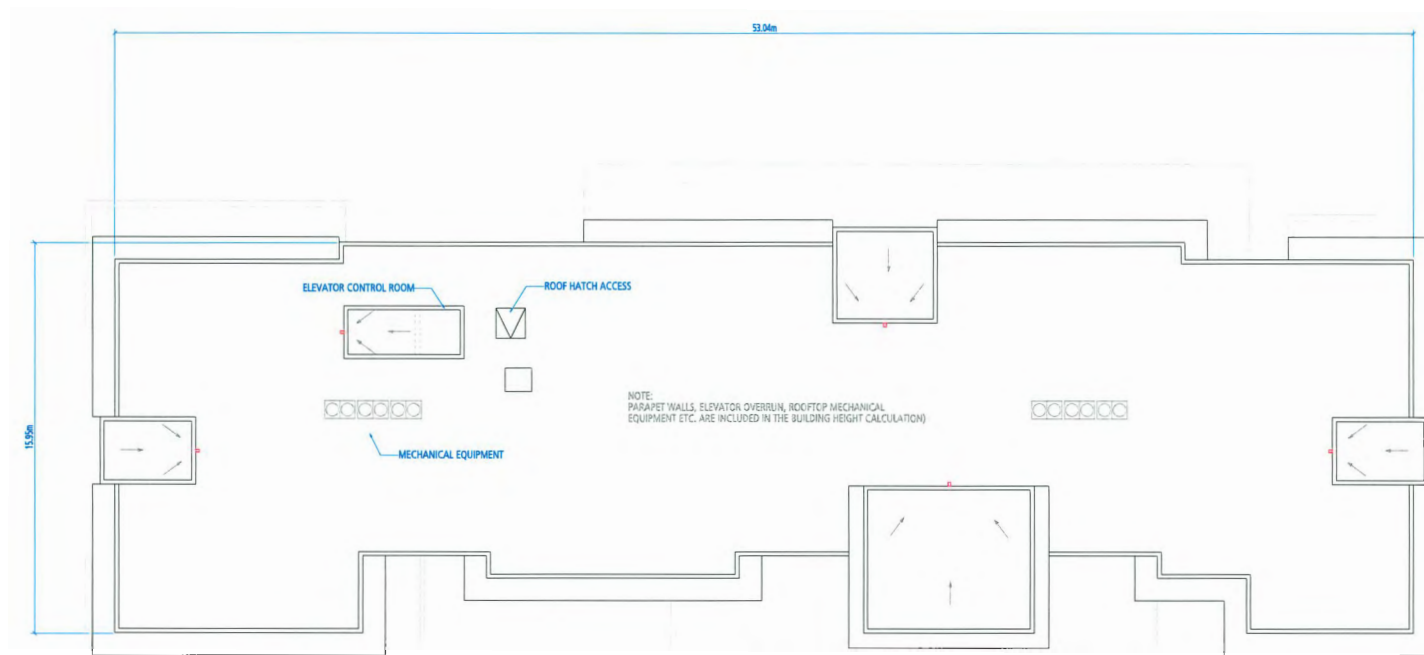 53.04m
ELEVATOR CONTROL ROOM
ROOF HATCH ACCESS
NOTE:
PARAPET WALLS, ELEVATOR OVERRUN, ROOFTOP MECHANICAL
EQUIPMENT ETC. ARE INCLUDED IN THE BUILDING HEIGHT CALCULATION)
15.95m
MECHANICAL EQUIPMENT